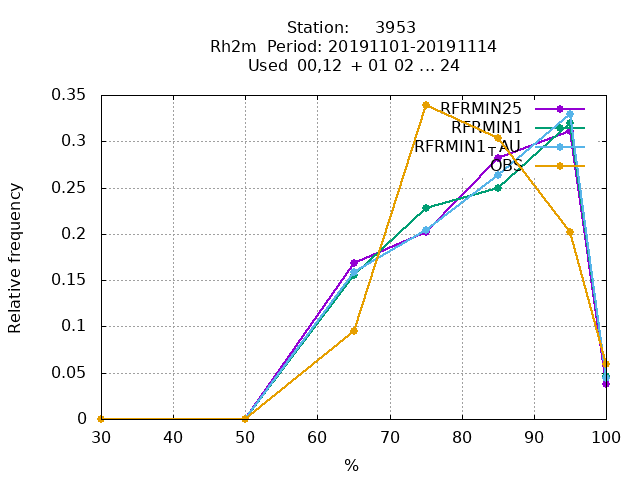 Station: 3953
Rh2m Period: 20191101-20191114
Used 00,12 + 01 02 ... 24
0.35
0.3
0.25
0.2
0.15
0.1
0.05
0
Relative frequency
RFRMIN25
RFRMIN1
RFRMIN1TAU
OBS
30 40 50 60 70 80 90 100
%